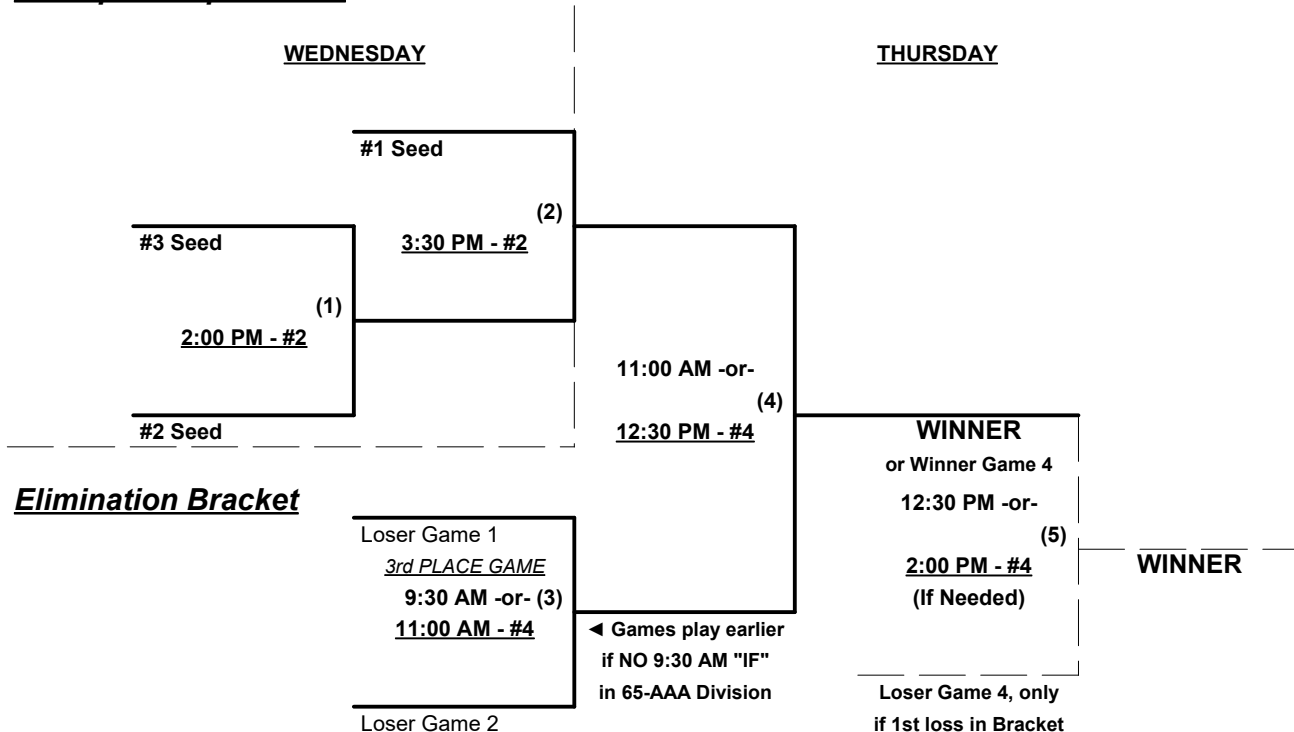 WEDNESDAY
THURSDAY
#1 Seed
(2)
3:30 PM - #2
#3 Seed
(1)
2:00 PM - #2
#2 Seed
11:00 AM -or-
(4)
12:30 PM - #4
WINNER
or Winner Game 4
12:30 PM -or-
(5)
2:00 PM - #4
(If Needed)
WINNER
Loser Game 4, only
if 1st loss in Bracket
Elimination Bracket
Loser Game 1
3rd PLACE GAME
9:30 AM -or- (3)
11:00 AM - #4
Loser Game 2
◄ Games play earlier
if NO 9:30 AM "IF"
in 65-AAA Division